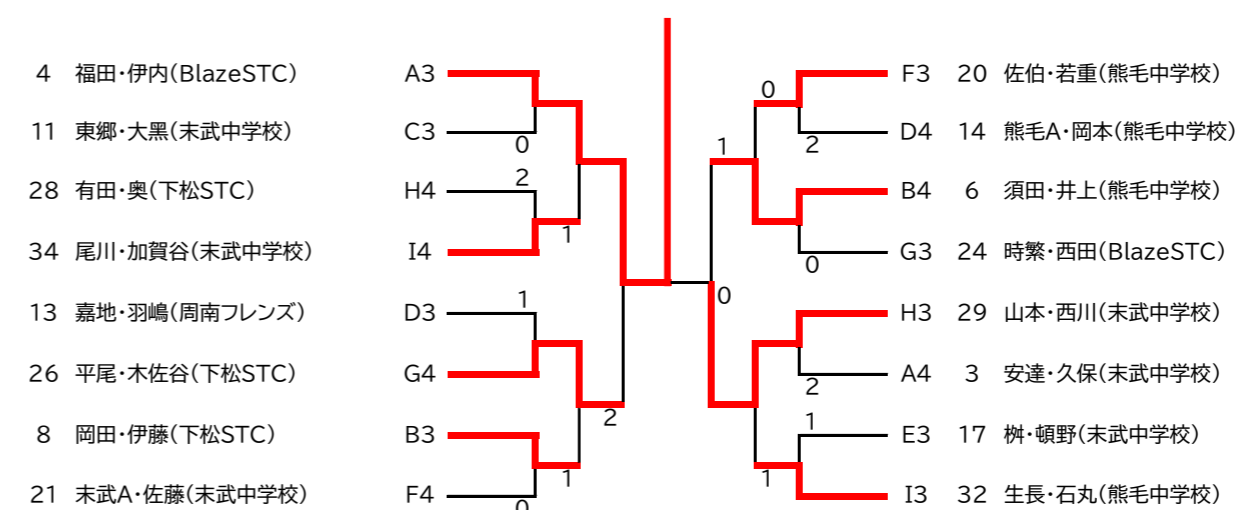 4 福田・伊内(BlazeSTC) A3 F3 20 佐伯・若重(熊毛中学校)
0
11 東郷・大黒(末武中学校) C3 D4 14 熊毛A・岡本(熊毛中学校)
0 1 2
28 有田・奥(下松STC) H4 2 B4 6 須田・井上(熊毛中学校)
1
34 尾川・加賀谷(末武中学校) I4 G3 24 時繁・西田(BlazeSTC)
0
0
13 嘉地・羽嶋(周南フレンズ) D3 1 H3 29 山本・西川(末武中学校)
26 平尾・木佐谷(下松STC) G4 A4 3 安達・久保(末武中学校)
2 2
8 岡田・伊藤(下松STC) B3 1 E3 17 桝・頓野(末武中学校)
1 1
21 末武A・佐藤(末武中学校) F4 I3 32 生長・石丸(熊毛中学校)
0